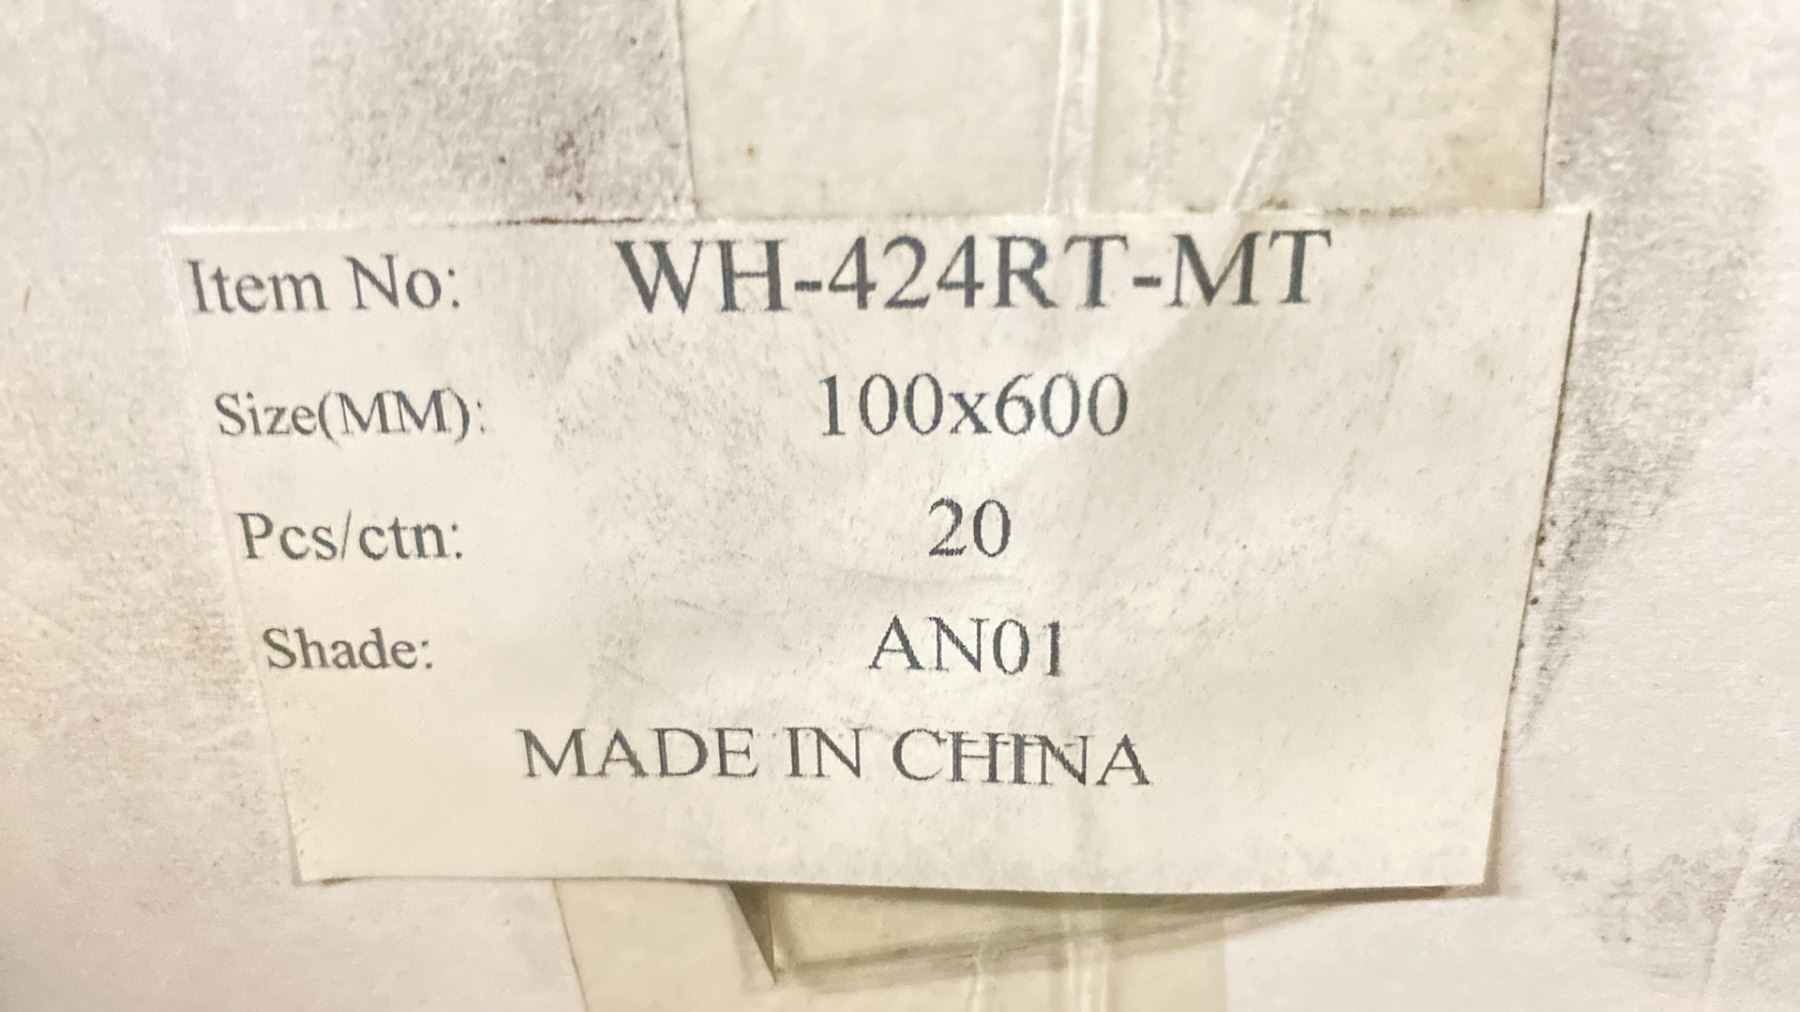 Item No: WH-424RT-MT
Size(MM): 100x600
Pcs/ctn: 20
Shade: AN01
MADE IN CHINA